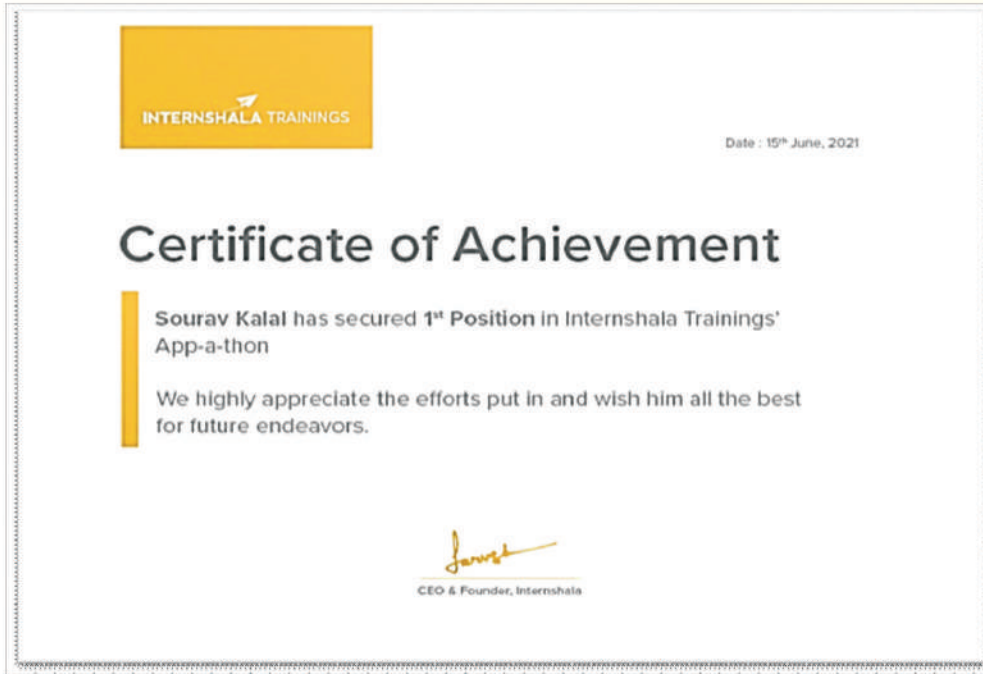 INTERNSHALA TRAININGS
Date : 15th June, 2021
Certificate of Achievement
Sourav Kalal has secured 1st Position in Internshala Trainings'
App-a-thon
We highly appreciate the efforts put in and wish him all the best
for future endeavors.
CEO & Founder, Internshala